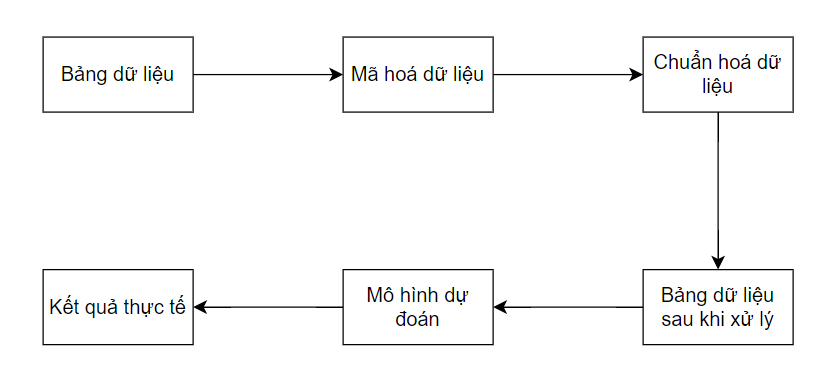 Bảng dữ liệu
Mã hoá dữ liệu
Chuẩn hoá dữ
liệu
Kết quả thực tế
Mô hình dự
đoán
Bảng dữ liệu
sau khi xử lý